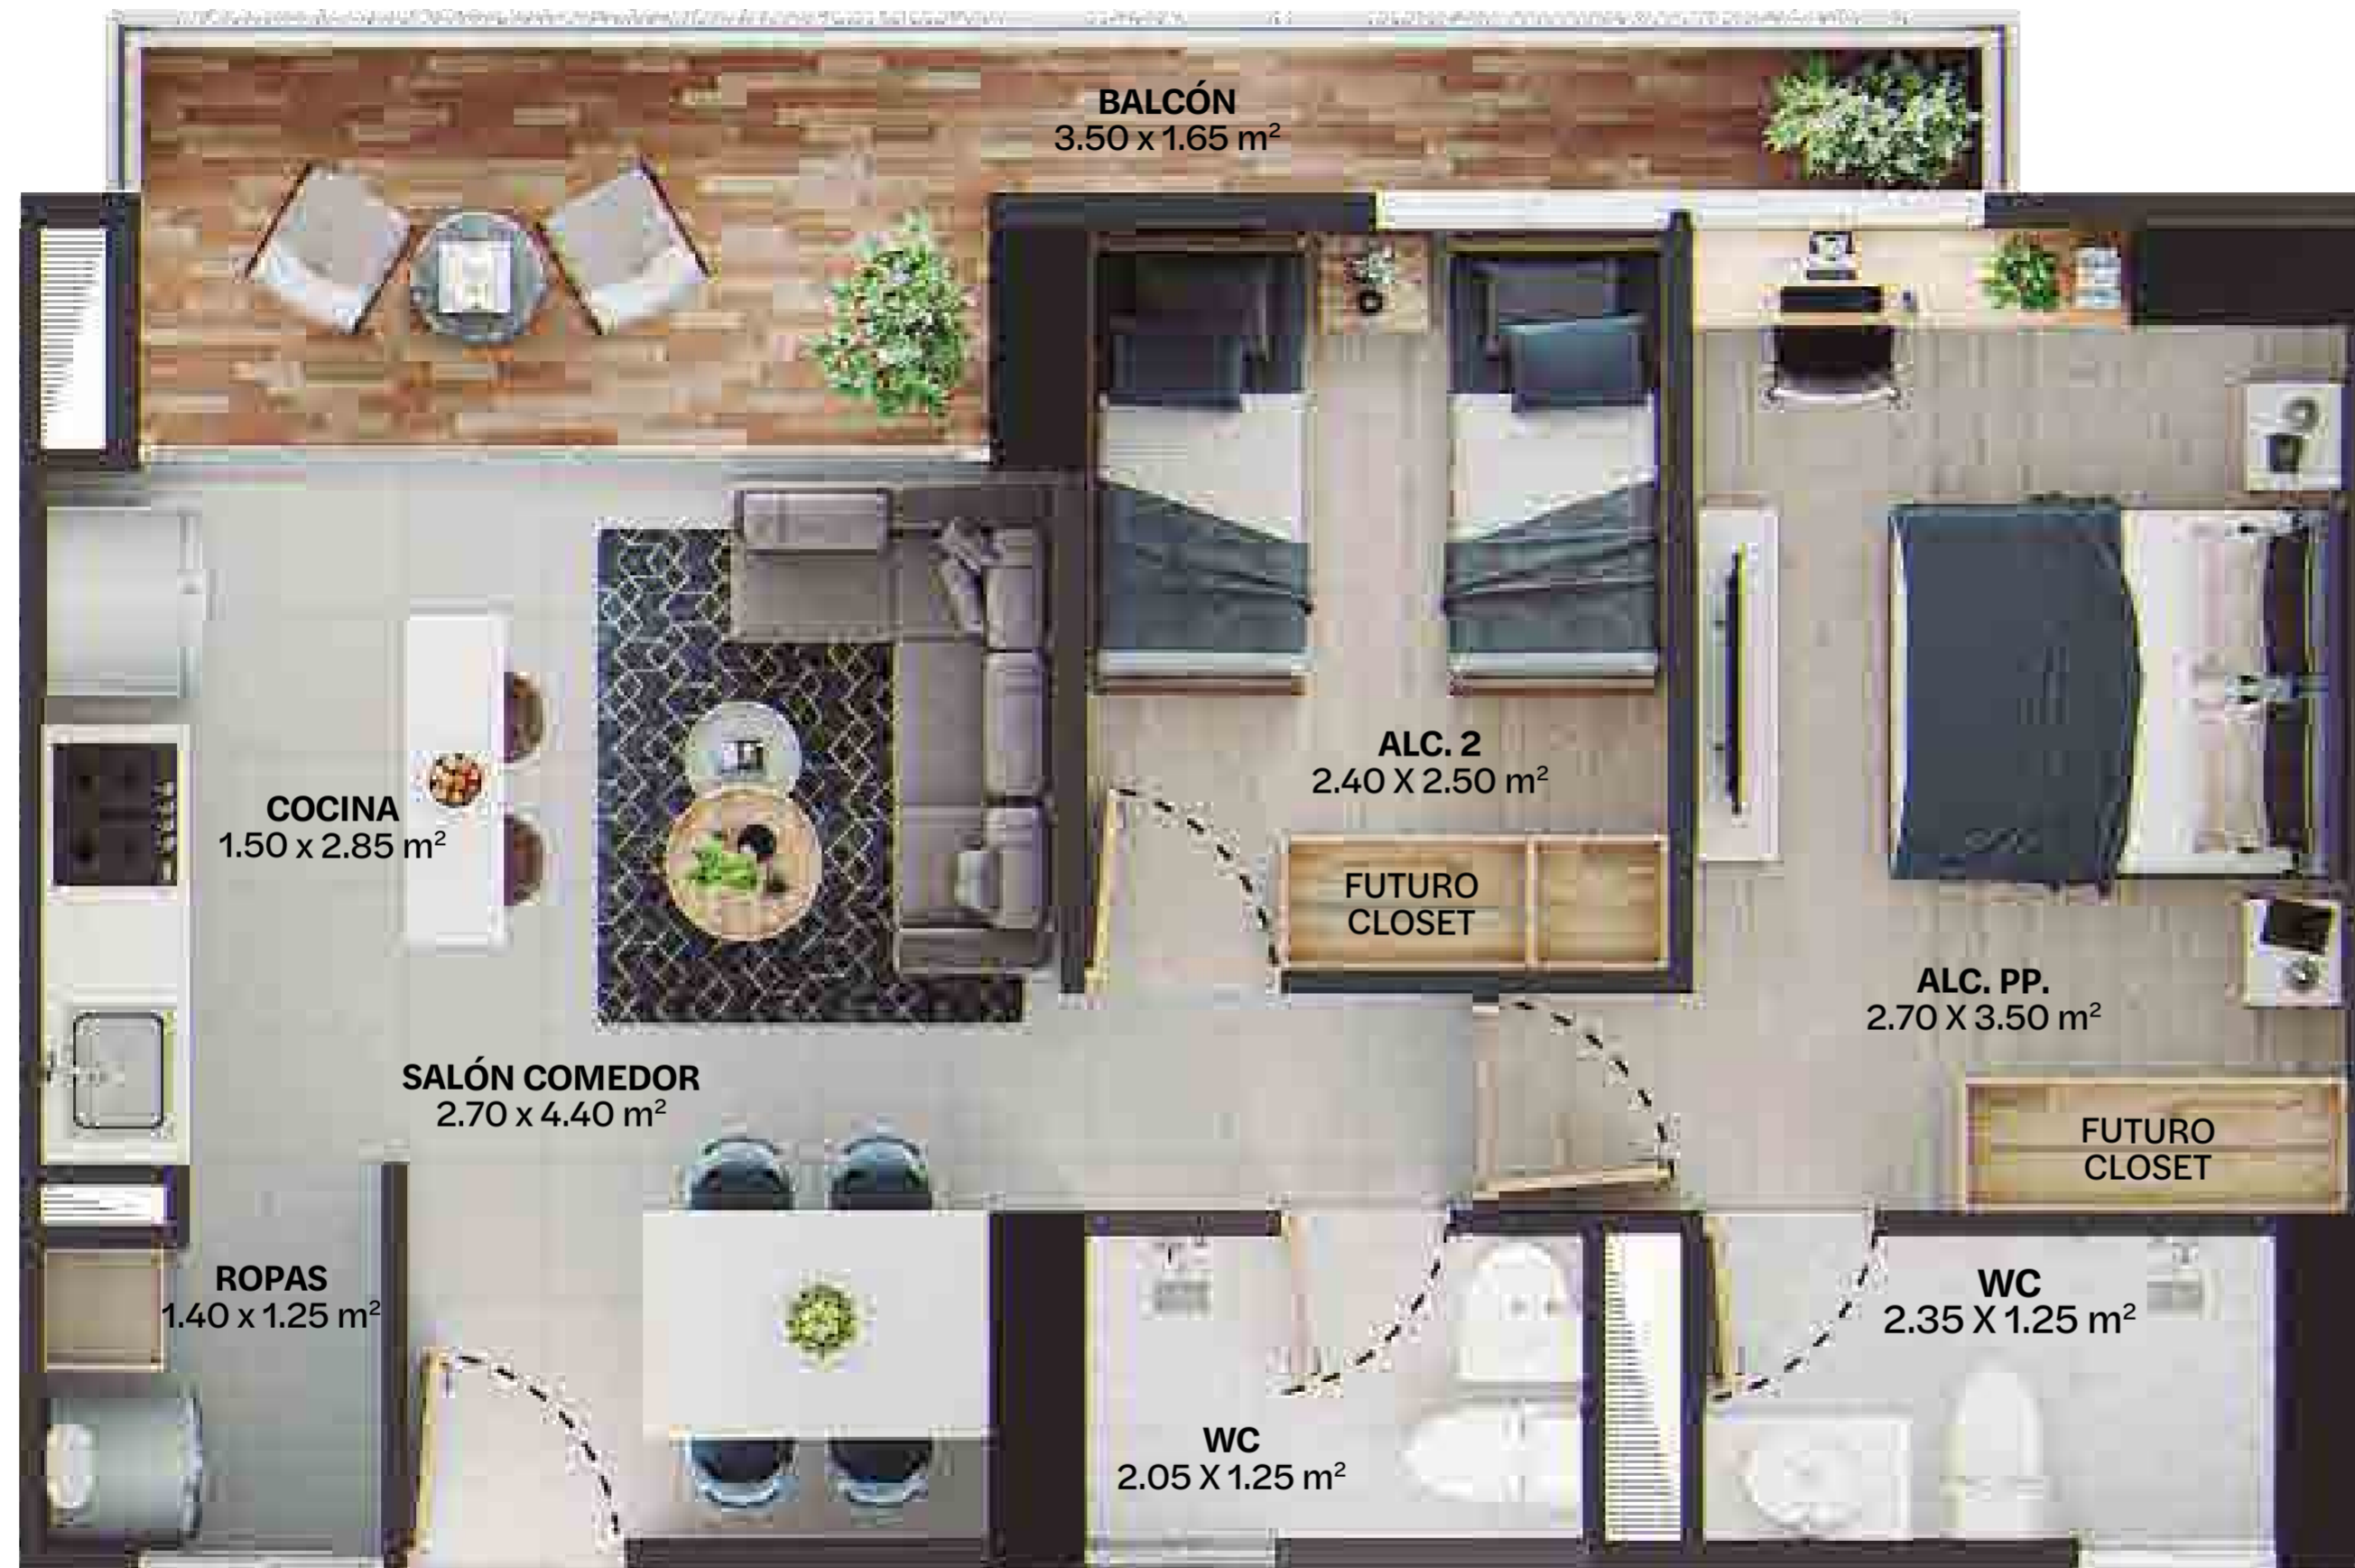 BALCÓN
3.50 x 1.65 m²
ALC. 2
2.40 X 2.50 m²
COCINA
1.50 x 2.85 m²
FUTURO
CLOSET
ALC. PP.
2.70 X 3.50 m²
SALÓN COMEDOR
2.70 x 4.40 m²
FUTURO
CLOSET
ROPAS
1.40 x 1.25 m²
WC
2.35 X 1.25 m²
WC
2.05 X 1.25 m²